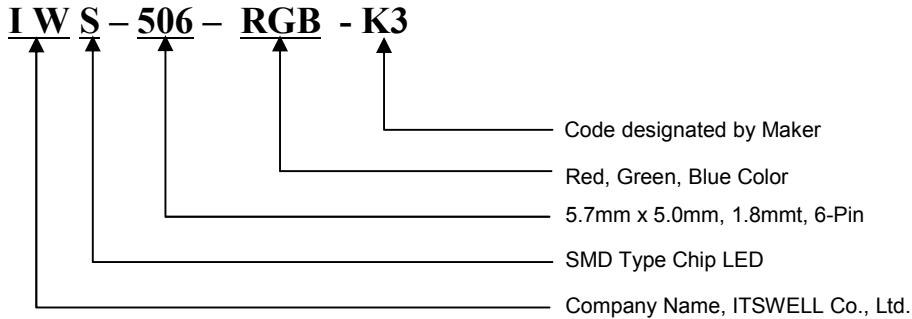 I W S – 506 – RGB - K3
Code designated by Maker
Red, Green, Blue Color
5.7mm x 5.0mm, 1.8mmt, 6-Pin
SMD Type Chip LED
Company Name, ITSWELL Co., Ltd.